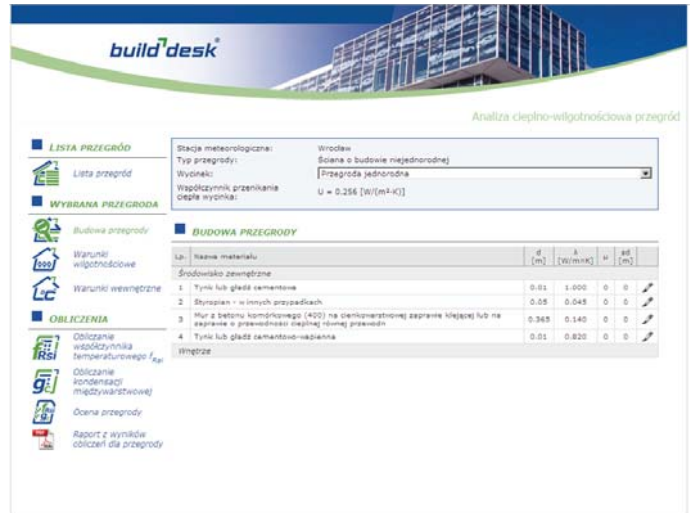 build desk
Analiza cieplno-wilgotnościowa przegród
LISTA PRZEGRÓD
Lista przegród
WYBRANA PRZEGRODA
Budowa przegrody
Warunki
wilgotnościowe
Warunki wewnętrzne
OBLICZENIA
Obliczanie
współczynnika
temperaturowego fRsi
Obliczanie
kondensacji
międzywarstwowej
Ocena przegrody
Raport z wyników
obliczeń dla przegrody
Stacja meteorologiczna: Wrocław
Typ przegrody: Ściana o budowie niejednorodnej
Wycinek: Przegroda jednorodna
Współczynnik przenikania
ciepła wycinka: U = 0.256 [W/(m²·K)]
BUDOWA PRZEGRODY
Lp. Nazwa materiału d [m] λ [W/m·K] μ sd [m]
Środowisko zewnętrzne
1 Tynk lub gładź cementowa 0.01 1.000 0 0
2 Styropian - w innych przypadkach 0.05 0.045 0 0
3 Mur z betonu komórkowego (400) na cienkowarstwowej zaprawie klejącej lub na
zaprawie o przewodności cieplnej równej przewodn 0.365 0.140 0 0
4 Tynk lub gładź cementowo-wapienna 0.01 0.820 0 0
Wnętrze